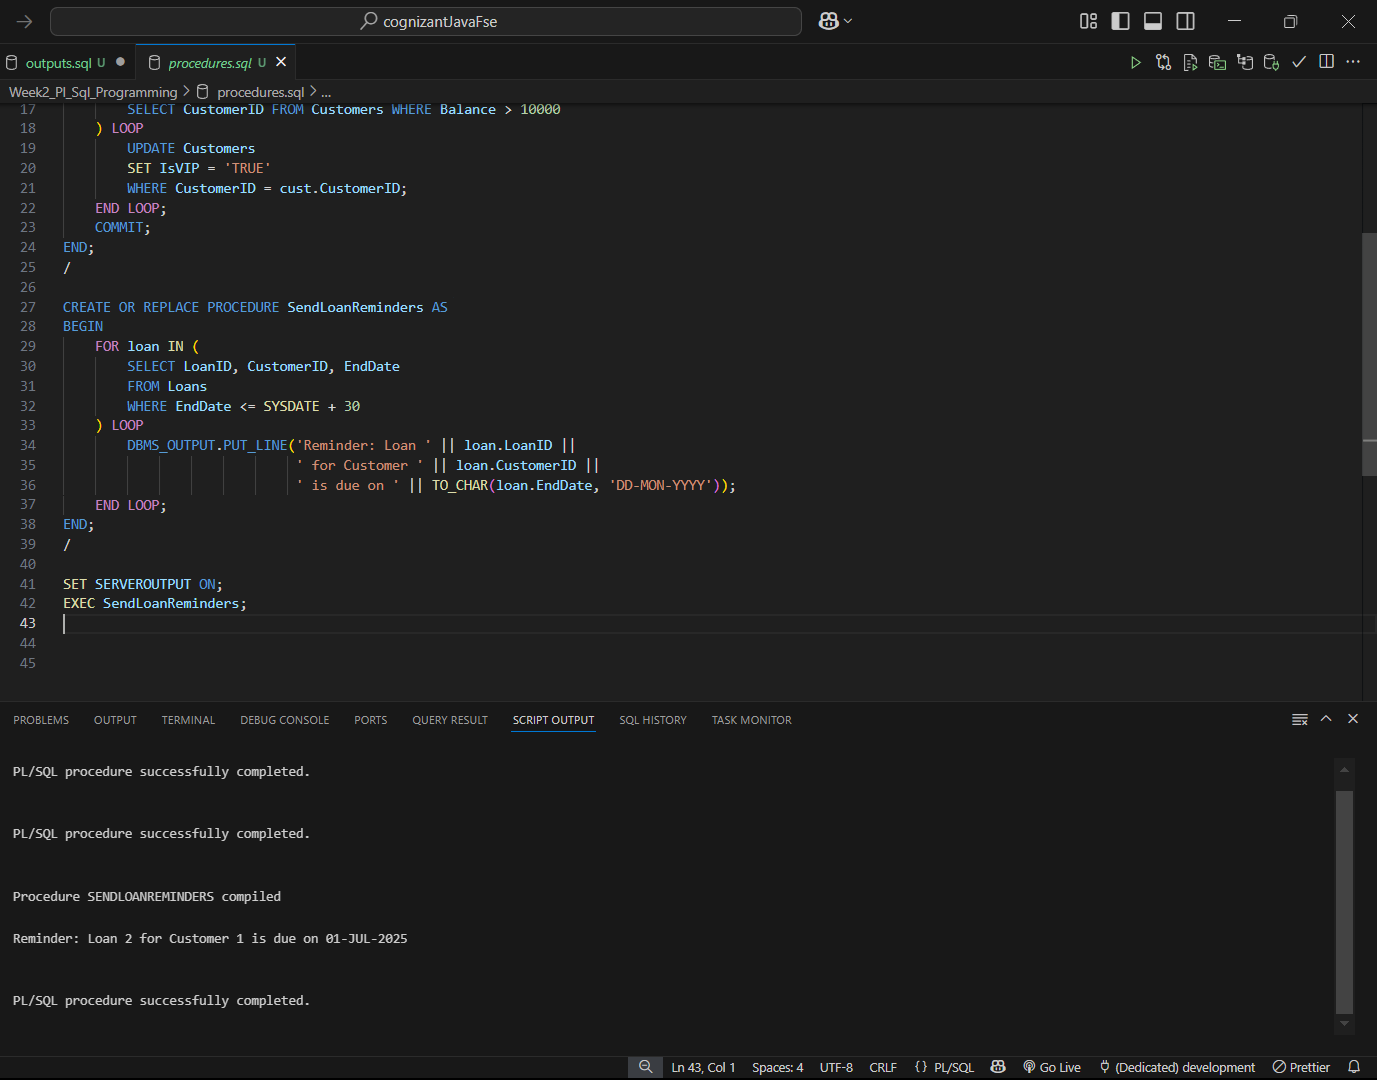 cognizantJavaFse
outputs.sql U
procedures.sql U
Week2_Pl_Sql_Programming > procedures.sql > ...
17 SELECT CustomerID FROM Customers WHERE Balance > 10000
18 ) LOOP
19 UPDATE Customers
20 SET IsVIP = 'TRUE'
21 WHERE CustomerID = cust.CustomerID;
22 END LOOP;
23 COMMIT;
24 END;
25 /
26
27 CREATE OR REPLACE PROCEDURE SendLoanReminders AS
28 BEGIN
29 FOR loan IN (
30 SELECT LoanID, CustomerID, EndDate
31 FROM Loans
32 WHERE EndDate <= SYSDATE + 30
33 ) LOOP
34 DBMS_OUTPUT.PUT_LINE('Reminder: Loan ' || loan.LoanID ||
35 ' for Customer ' || loan.CustomerID ||
36 ' is due on ' || TO_CHAR(loan.EndDate, 'DD-MON-YYYY'));
37 END LOOP;
38 END;
39 /
40
41 SET SERVEROUTPUT ON;
42 EXEC SendLoanReminders;
43
44
45
PROBLEMS OUTPUT TERMINAL DEBUG CONSOLE PORTS QUERY RESULT SCRIPT OUTPUT SQL HISTORY TASK MONITOR
PL/SQL procedure successfully completed.
PL/SQL procedure successfully completed.
Procedure SENDLOANREMINDERS compiled
Reminder: Loan 2 for Customer 1 is due on 01-JUL-2025
PL/SQL procedure successfully completed.
Ln 43, Col 1 Spaces: 4 UTF-8 CRLF {} PL/SQL Go Live (Dedicated) development Prettier